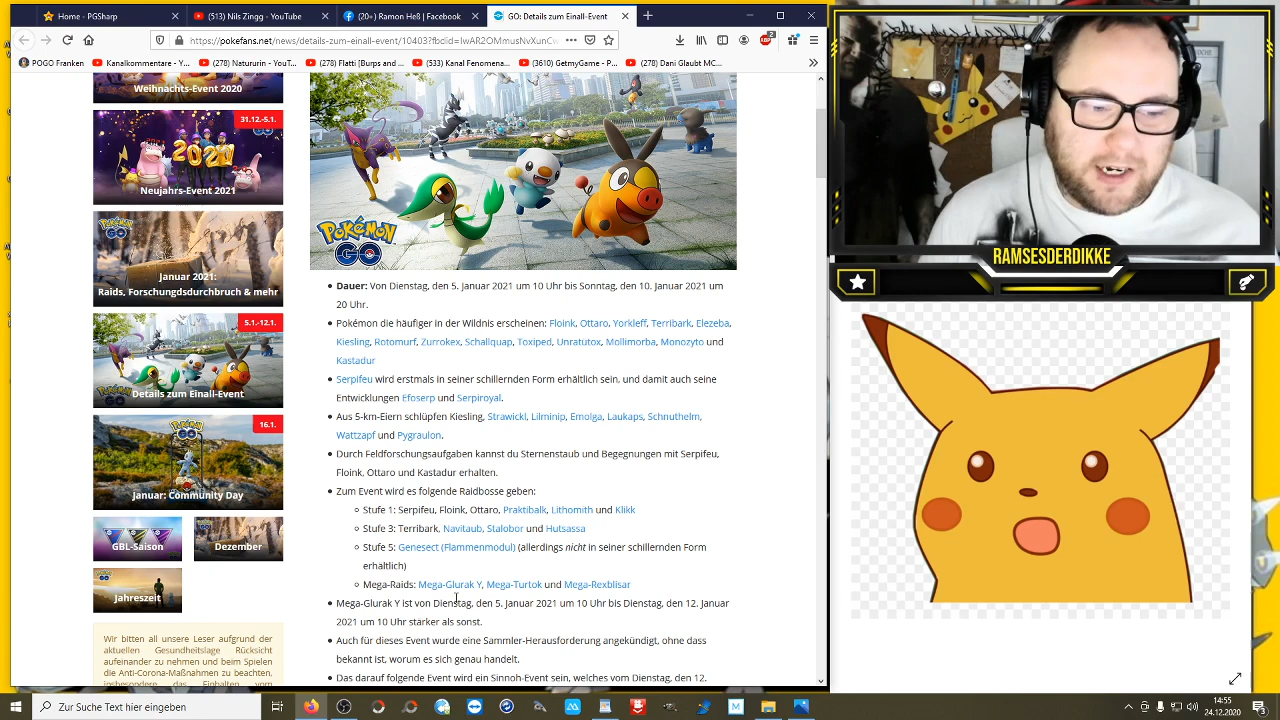 Home - PGSharp
(513) Nils Zingg - YouTube
(20+) Ramon Heß | Facebook
GO: Details zum Einall-Event
https://pokefans.net/news/details-zum-einall-event/10403?fbclid=IwAR2OMmusNvXunCw
2
POGO Franken
Kanalkommentare - Y...
(278) Natururin - YouT...
(278) Flatti [Burps and ...
(533) Kanal Fenomena...
(3610) GetmyGame - P...
(278) Dani Glaubt MC...
Weihnachts-Event 2020
31.12.-5.1.
GO
2021
Neujahrs-Event 2021
Pokémon GO
Januar 2021:
Raids, Forschungsdurchbruch & mehr
5.1.-12.1.
Details zum Einall-Event
Pokémon GO
16.1.
Januar: Community Day
GBL-Saison
Dezember
Jahreszeit
Wir bitten all unsere Leser aufgrund der
aktuellen Gesundheitslage Rücksicht
aufeinander zu nehmen und beim Spielen
die Anti-Corona-Maßnahmen zu beachten,
insbesondere das Einhalten vom
Pokémon GO
Dauer: Von Dienstag, den 5. Januar 2021 um 10 Uhr bis Sonntag, den 10. Januar 2021 um
20 Uhr.
Pokémon die häufiger in der Wildnis erscheinen: Floink, Ottaro, Yorkleff, Terribark, Elezeba,
Kiesling, Rotomurf, Zurrokex, Schallquap, Toxiped, Unratütox, Mollimorba, Monozyto und
Kastadur
Serpifeu wird erstmals in seiner schillernden Form erhältlich sein, und damit auch seine
Entwicklungen Efoserp und Serpiroyal.
Aus 5-km-Eiern schlüpfen Kiesling, Strawickl, Lilminip, Emolga, Laukaps, Schnuthelm,
Wattzapf und Pygraulon.
Durch Feldforschungsaufgaben kannst du Sternenstaub und Begegnungen mit Serpifeu,
Floink, Ottaro und Kastadur erhalten.
Zum Event wird es folgende Raidbosse geben:
Stufe 1: Serpifeu, Floink, Ottaro, Praktibalk, Lithomith und Klikk
Stufe 3: Terribark, Navitaub, Stalobor und Hutsassa
Stufe 5: Genesect (Flammenmodul) (allerdings nicht in seiner schillernden Form
erhältlich)
Mega-Raids: Mega-Glurak Y, Mega-Turtok und Mega-Rexblisar
Mega-Glurak Y ist von Dienstag, den 5. Januar 2021 um 10 Uhr bis Dienstag, den 12. Januar
2021 um 10 Uhr stärker als sonst.
Auch für dieses Event wurde eine Sammler-Herausforderung angekündigt, ohne dass
bekannt ist, worum es sich genau handelt.
Das darauf folgende Event wird ein Sinnoh-Event sein, welches vom Dienstag, den 12.
RAMSESDERDIKKE
Zur Suche Text hier eingeben
14:55
24.12.2020